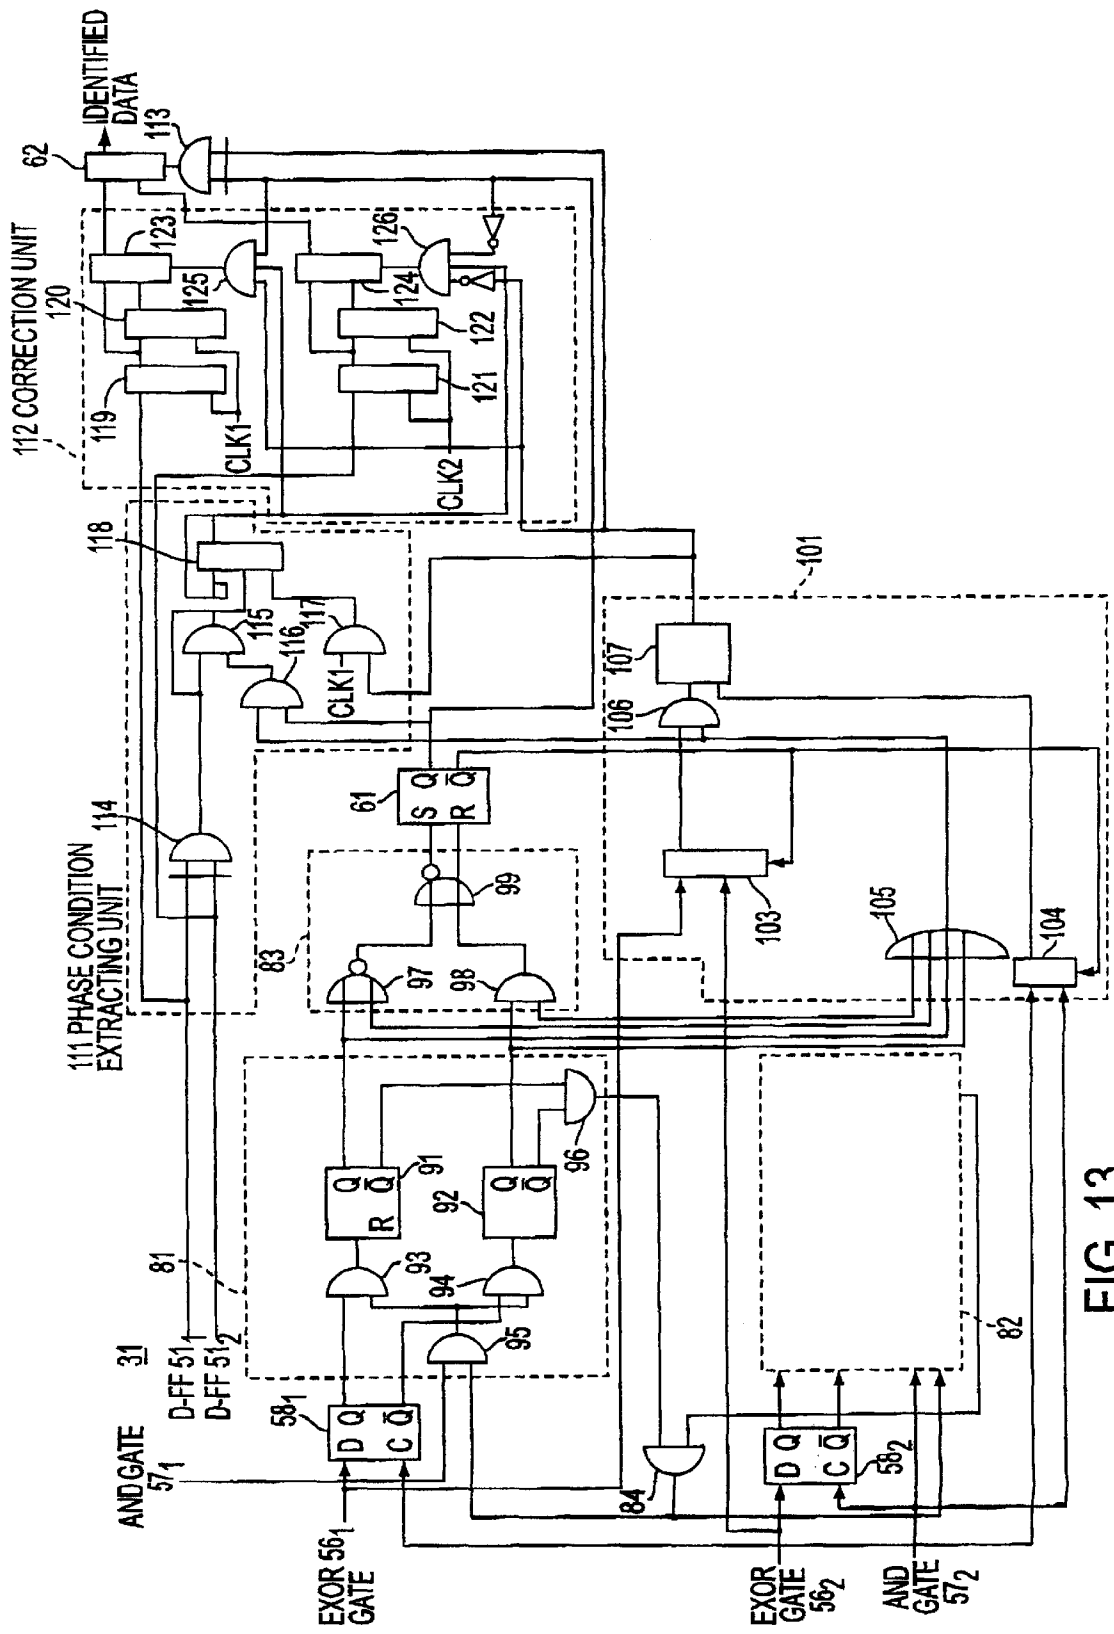 FIG. 13
31
AND GATE
57₁
EXOR 56₁
GATE
D-FF 51₁
D-FF 51₂
58₁
D Q
C Q̅
81
93
94
95
Q
Q̅
R
91
Q
Q̅
92
96
84
EXOR
GATE
56₂
AND
GATE
57₂
D Q
C Q̅
58₂
82
83
97
98
99
61
S Q
R Q̅
101
103
104
105
106
107
111 PHASE CONDITION
EXTRACTING UNIT
114
115
116
117
CLK1
118
112 CORRECTION UNIT
119
120
CLK1
121
122
CLK2
123
124
125
126
62
113
IDENTIFIED
DATA